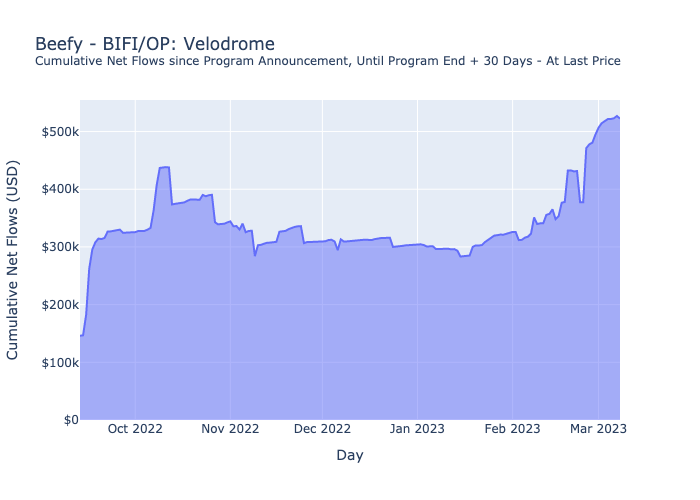 Beefy - BIFI/OP: Velodrome
Cumulative Net Flows since Program Announcement, Until Program End + 30 Days - At Last Price
Cumulative Net Flows (USD)
$500k
$400k
$300k
$200k
$100k
$0
Oct 2022
Nov 2022
Dec 2022
Jan 2023
Feb 2023
Mar 2023
Day